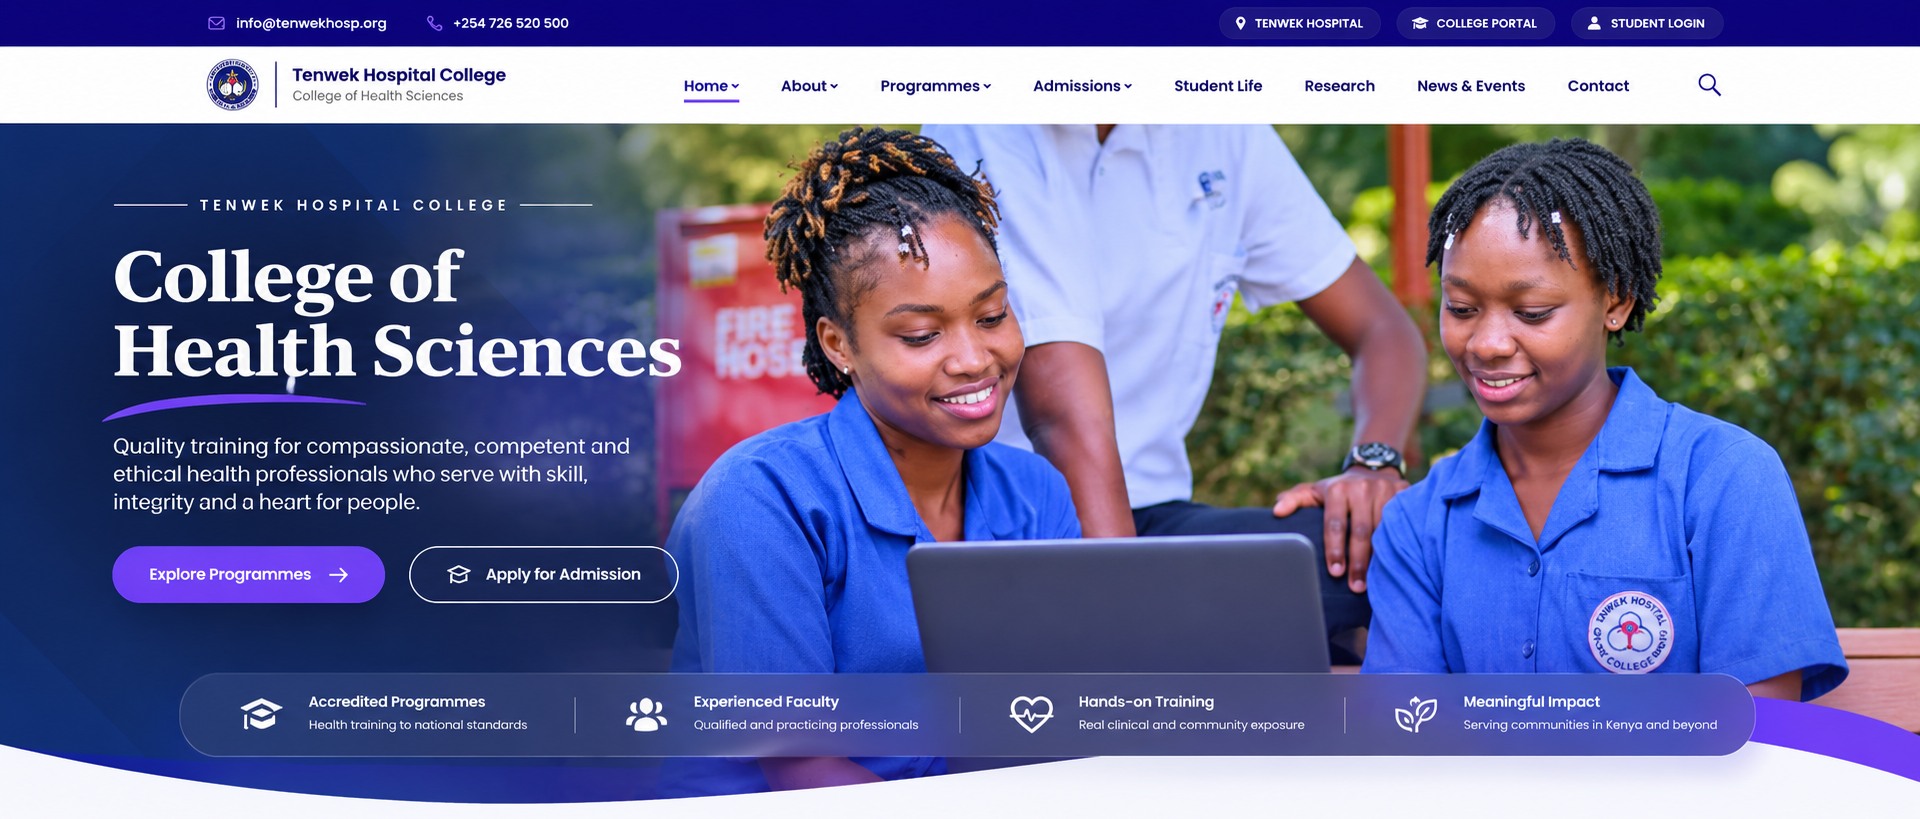 info@tenwekhosp.org
+254 726 520 500
TENWEK HOSPITAL
COLLEGE PORTAL
STUDENT LOGIN
Tenwek Hospital College
College of Health Sciences
Home
About
Programmes
Admissions
Student Life
Research
News & Events
Contact
TENWEK HOSPITAL COLLEGE
College of
Health Sciences
Quality training for compassionate, competent and
ethical health professionals who serve with skill,
integrity and a heart for people.
Explore Programmes
Apply for Admission
FIRE
HOSE
TENWEK HOSPITAL
COLLEGE
Accredited Programmes
Health training to national standards
Experienced Faculty
Qualified and practicing professionals
Hands-on Training
Real clinical and community exposure
Meaningful Impact
Serving communities in Kenya and beyond